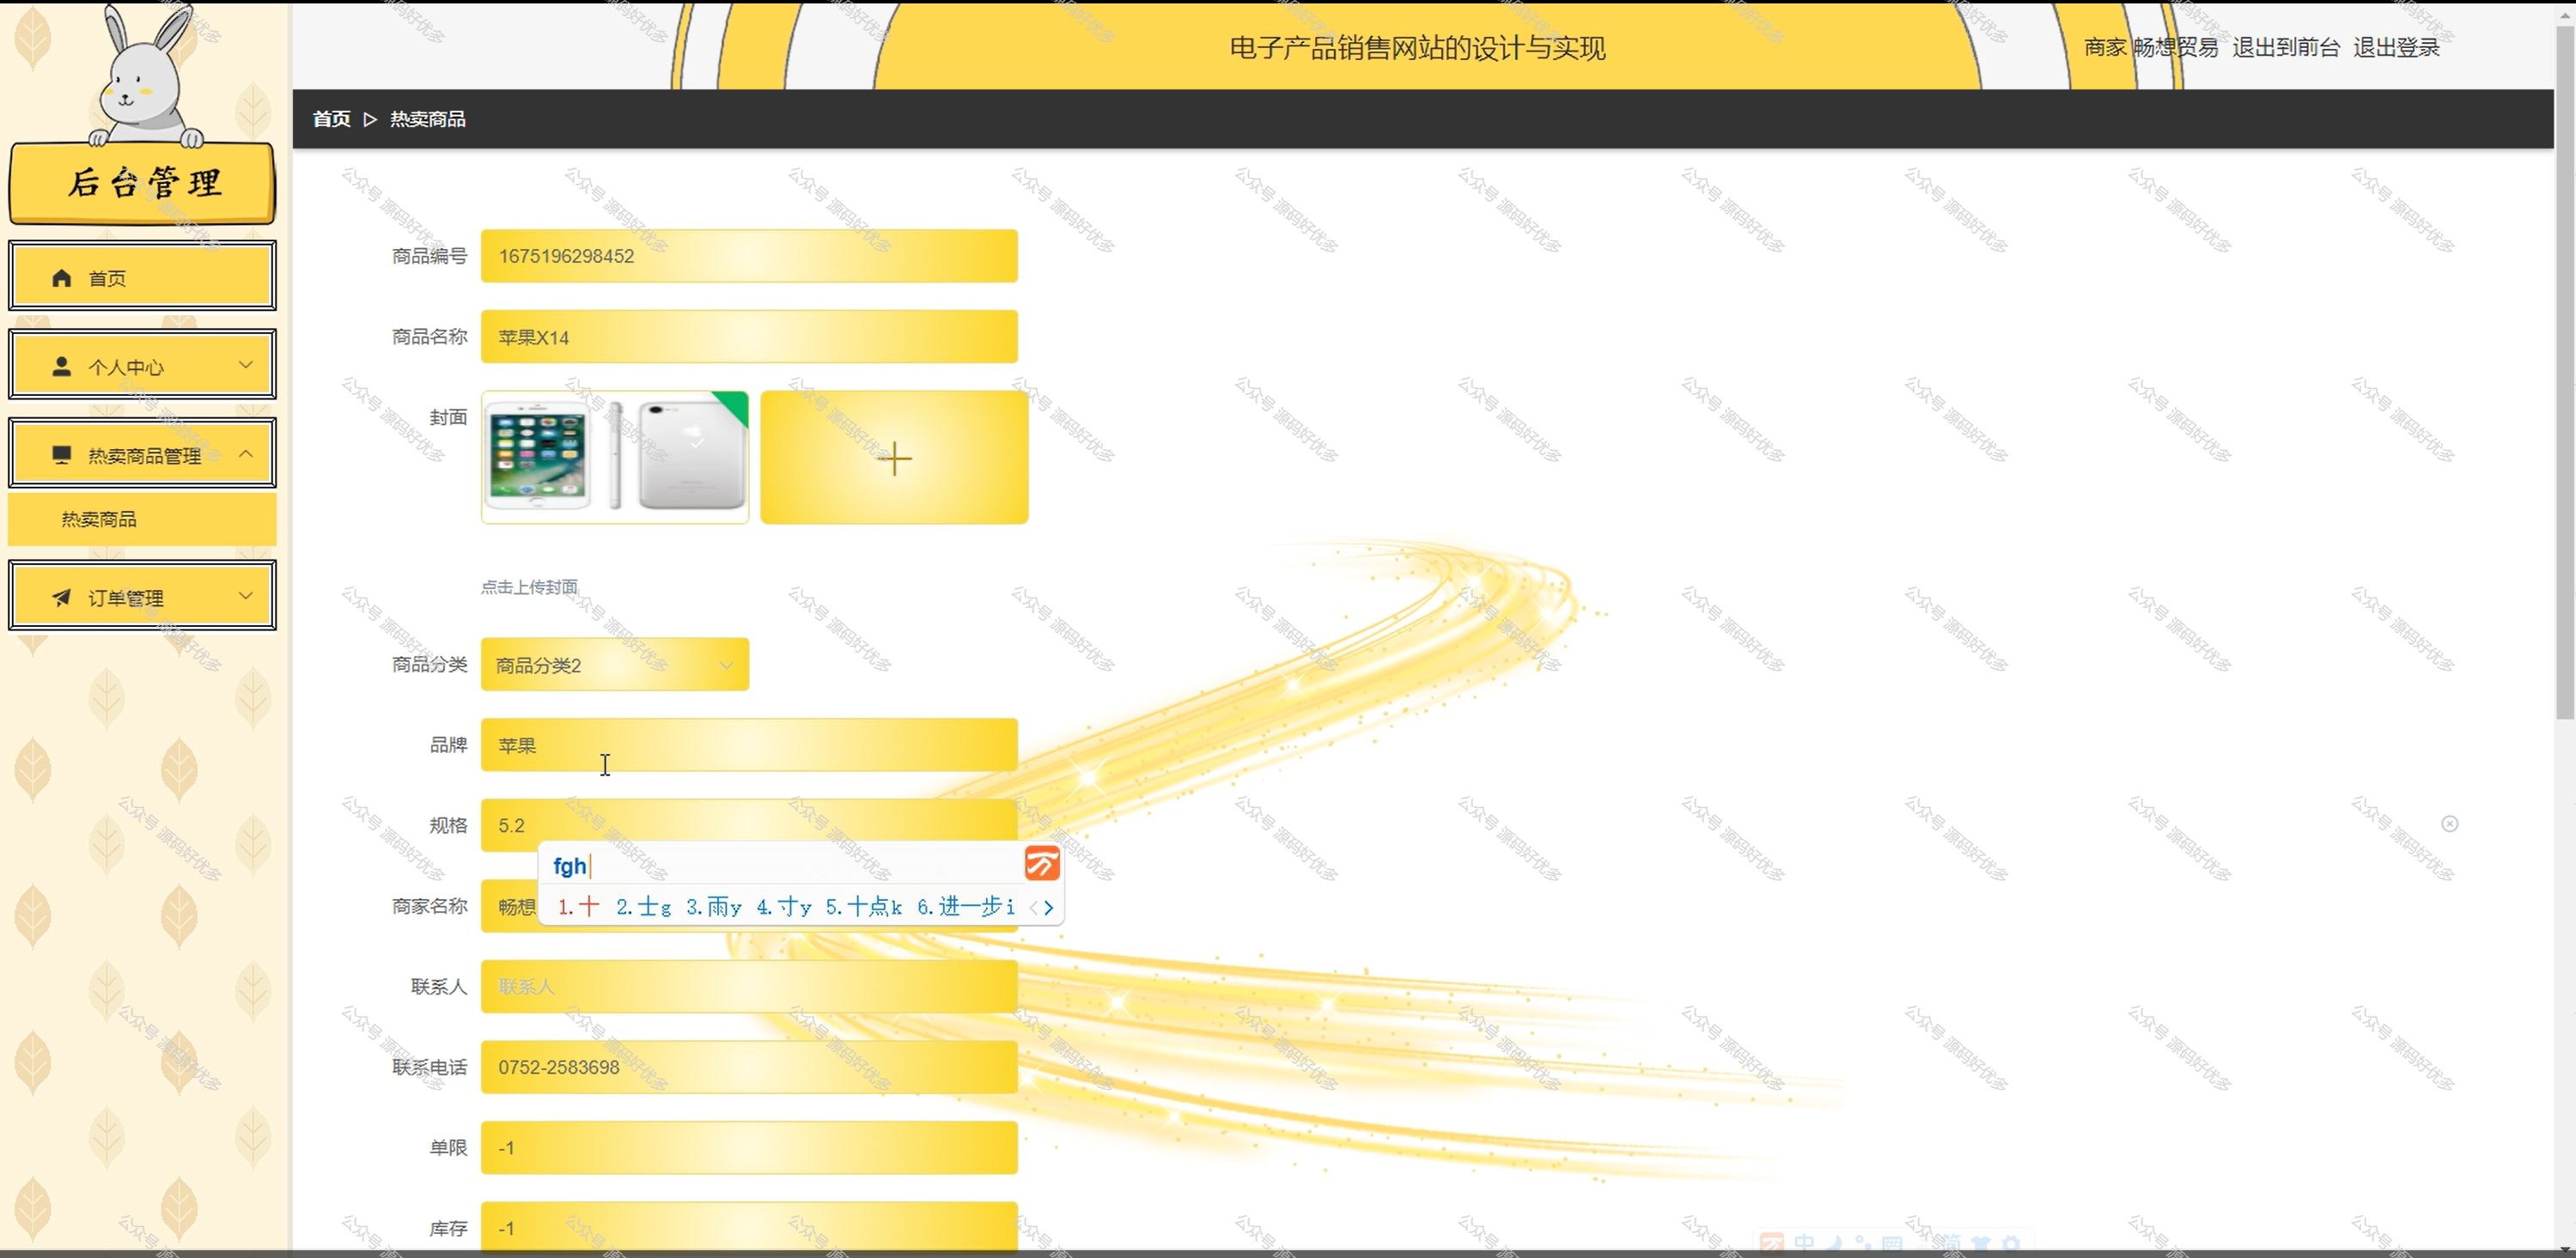 电子产品销售网站的设计与实现
商家 畅想贸易 退出到前台 退出登录
后台管理
首页 ▷ 热卖商品
首页
个人中心
热卖商品管理
热卖商品
订单管理
商品编号 1675196298452
商品名称 苹果X14
封面
点击上传封面
商品分类 商品分类2
品牌 苹果
规格 5.2
fgh
商家名称 畅想 1.十 2.士g 3.雨y 4.寸y 5.十点k 6.进一步i
联系人 联系人
联系电话 0752-2583698
单限 -1
库存 -1
中 简
公众号 源码好优多